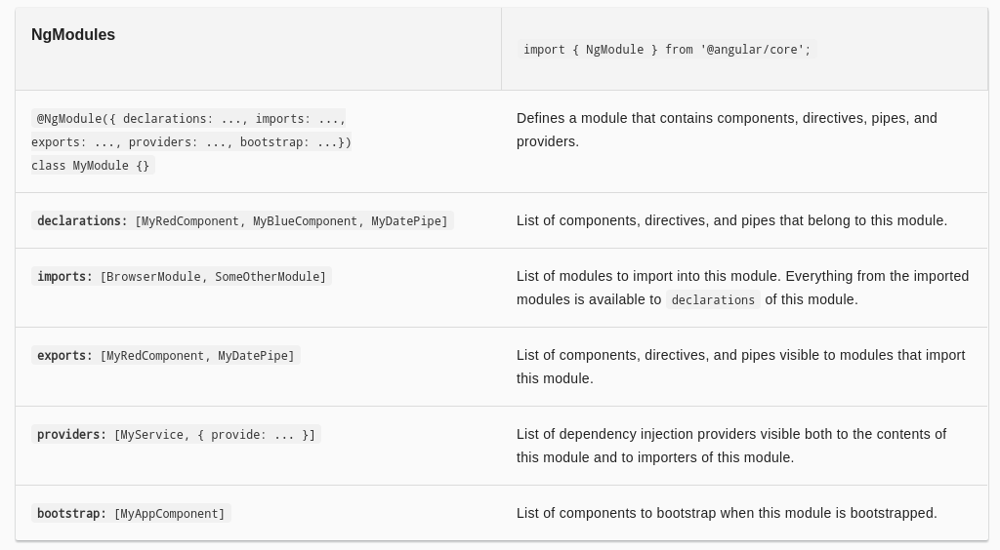 NgModules
import { NgModule } from '@angular/core';
@NgModule({ declarations: ..., imports: ...,
exports: ..., providers: ..., bootstrap: ...})
class MyModule {}
Defines a module that contains components, directives, pipes, and
providers.
declarations: [MyRedComponent, MyBlueComponent, MyDatePipe]
List of components, directives, and pipes that belong to this module.
imports: [BrowserModule, SomeOtherModule]
List of modules to import into this module. Everything from the imported
modules is available to declarations of this module.
exports: [MyRedComponent, MyDatePipe]
List of components, directives, and pipes visible to modules that import
this module.
providers: [MyService, { provide: ... }]
List of dependency injection providers visible both to the contents of
this module and to importers of this module.
bootstrap: [MyAppComponent]
List of components to bootstrap when this module is bootstrapped.